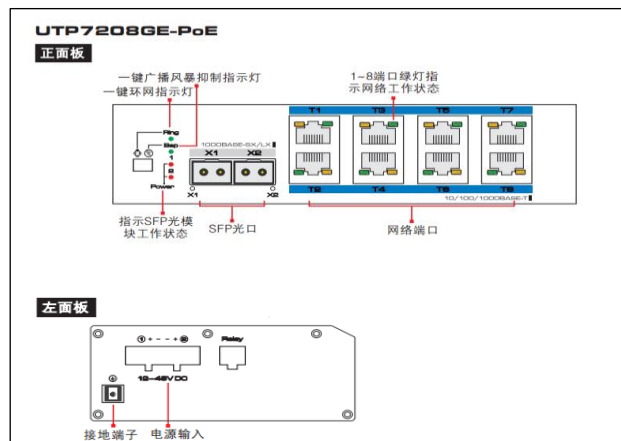 UTP7208GE-PoE
正面板
一键广播风暴抑制指示灯
一键环网指示灯
1~8端口绿灯指
示网络工作状态
T1 T3 T5 T7
Ring
Bsp
1
2
Power
1000BASE-SX/LX
X1 X2
X1 X2
T2 T4 T6 T8
10/100/1000BASE-T
指示SFP光模
块工作状态
SFP光口
网络端口
左面板
① + - - + ②
Relay
12-48V DC
接地端子
电源输入